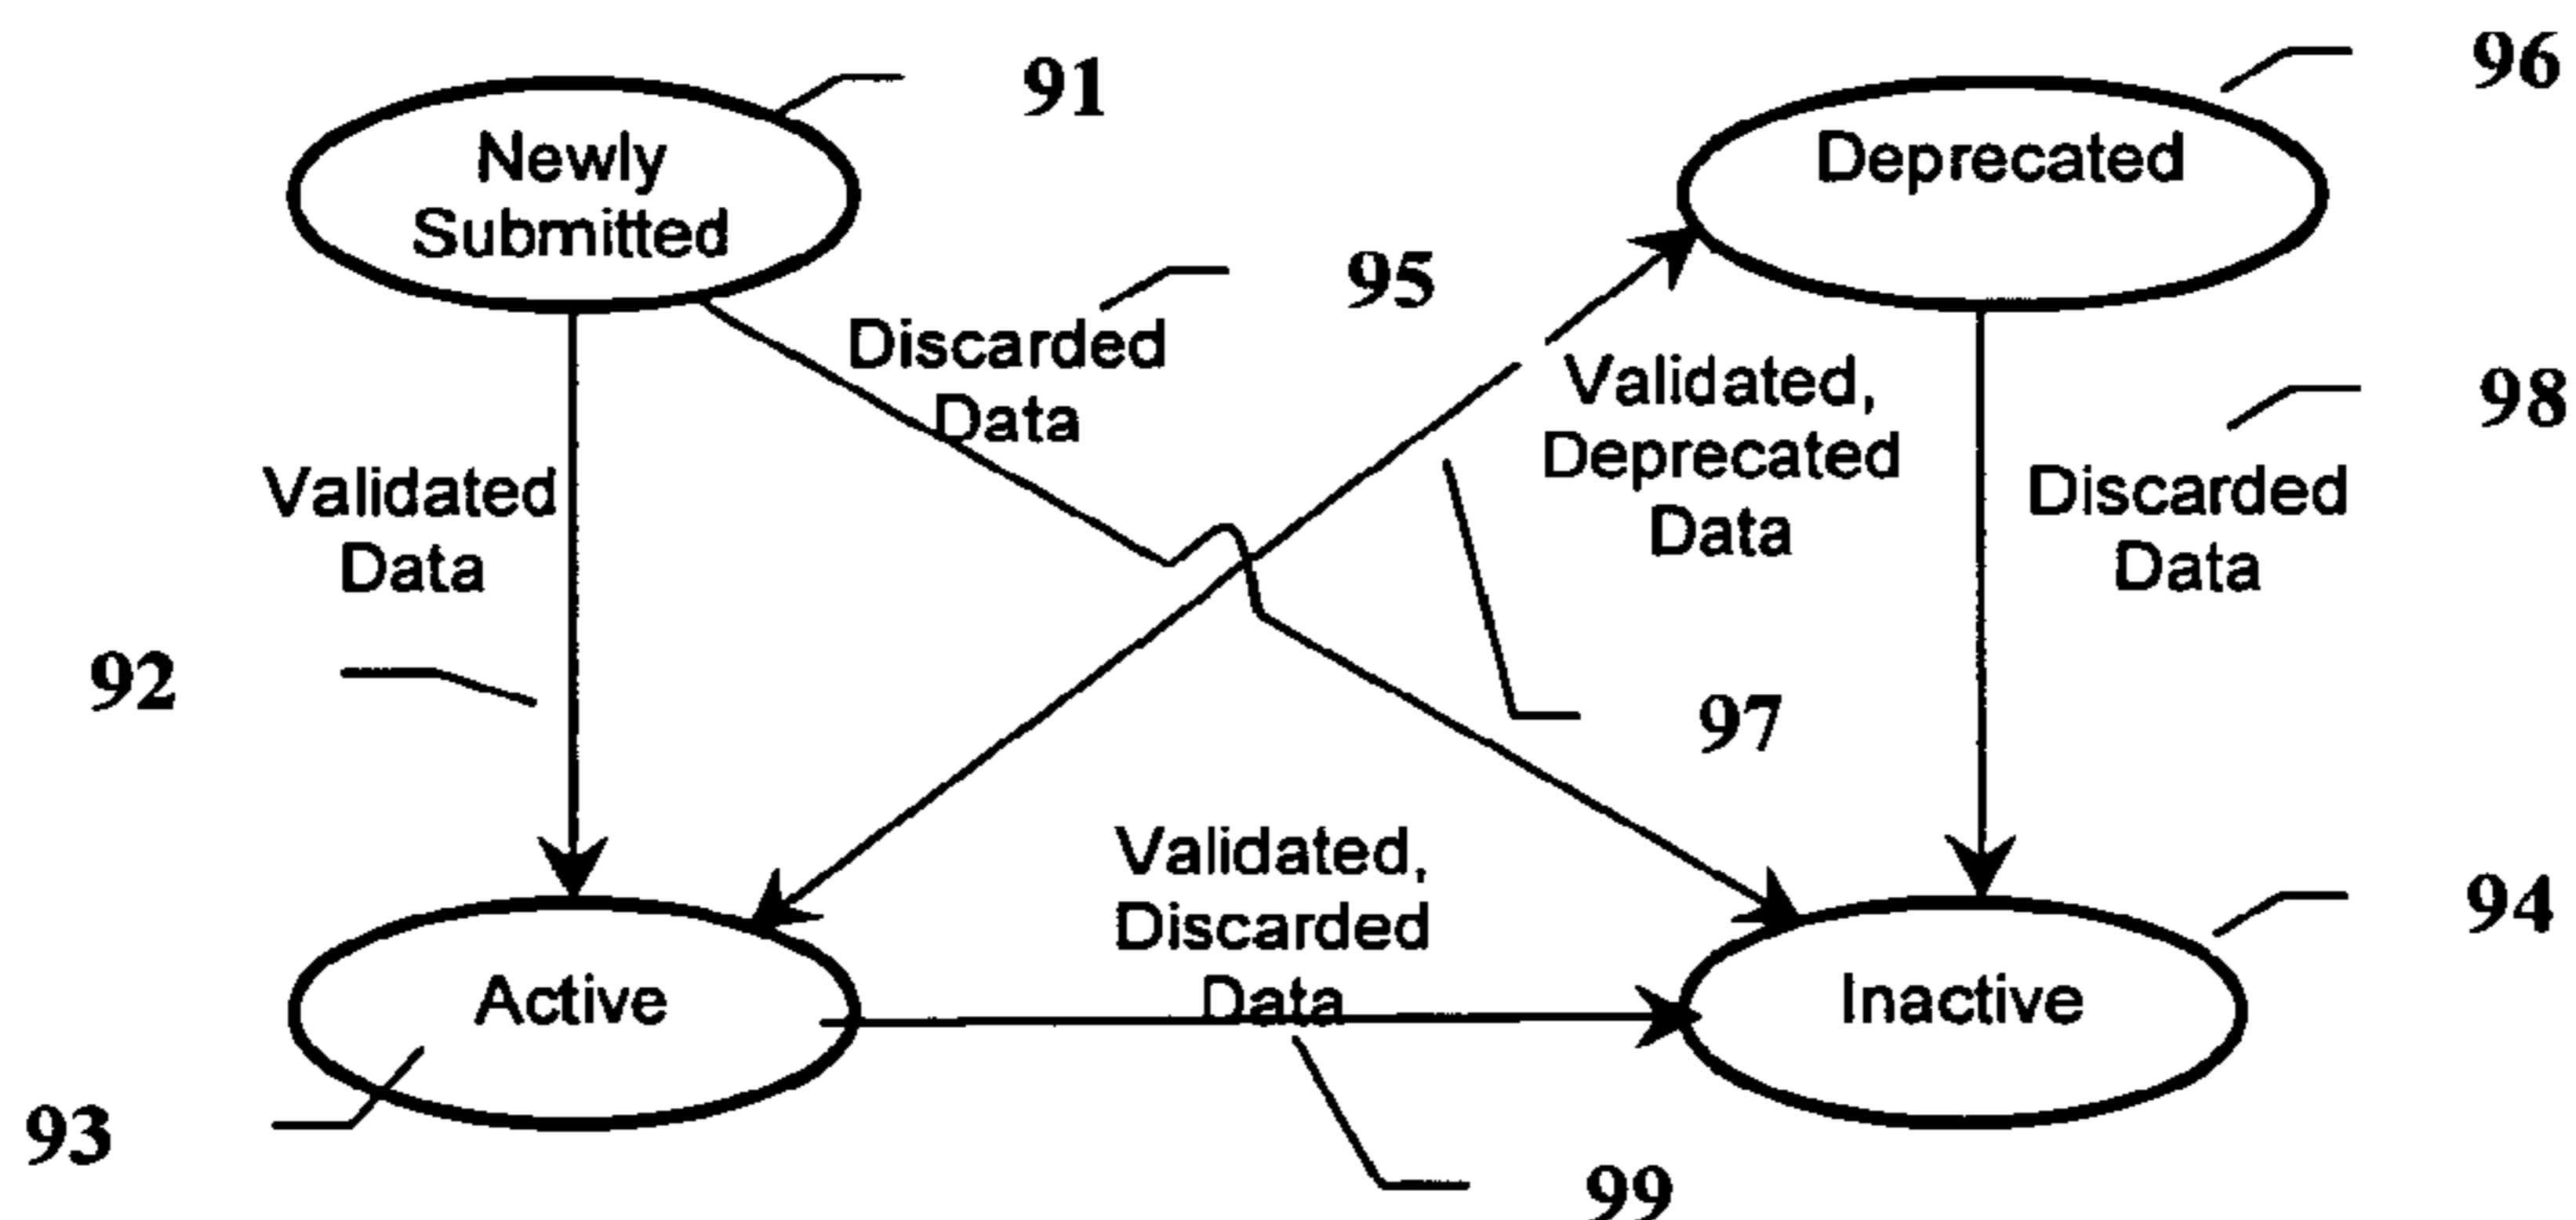 91
96
Newly
Submitted
Deprecated
95
Discarded
Data
Validated,
Deprecated
Data
98
Validated
Data
Discarded
Data
92
97
Validated,
Discarded
Data
94
Active
Inactive
93
99